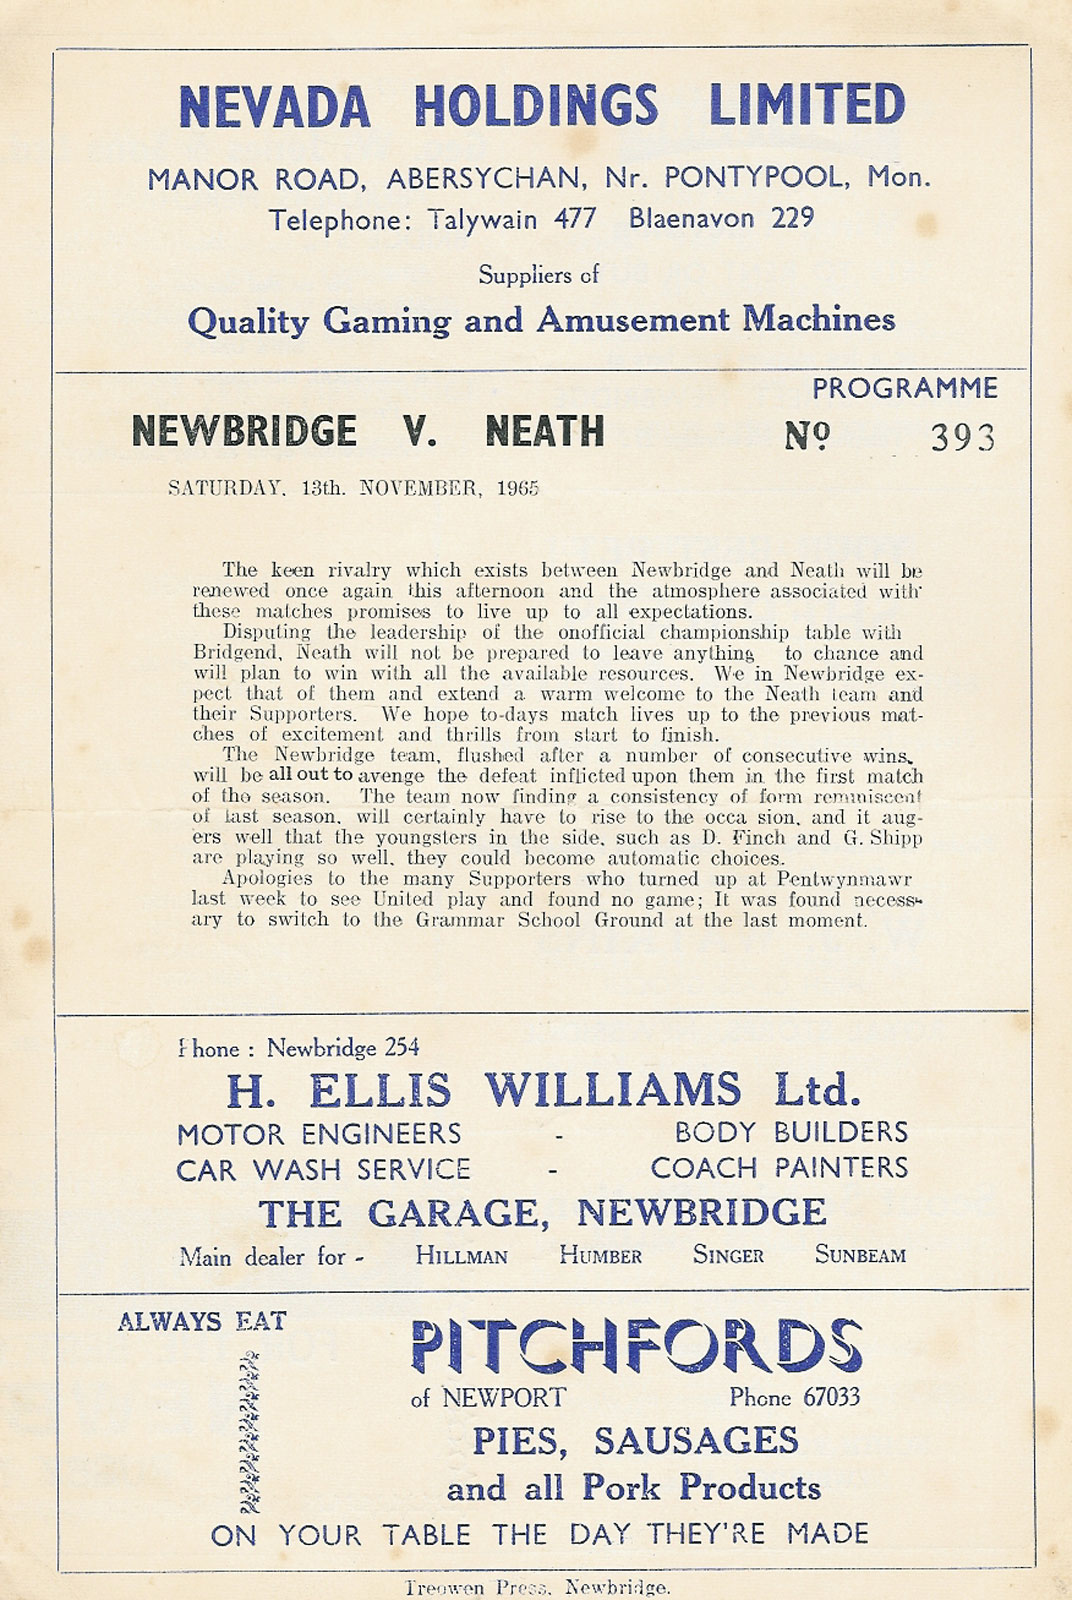 NEVADA HOLDINGS LIMITED
MANOR ROAD, ABERSYCHAN, Nr. PONTYPOOL, Mon.
Telephone: Talywain 477 Blaenavon 229
Suppliers of
Quality Gaming and Amusement Machines
PROGRAMME
NEWBRIDGE V. NEATH
No 393
SATURDAY, 13th. NOVEMBER, 1965
The keen rivalry which exists between Newbridge and Neath will be
renewed once again this afternoon and the atmosphere associated with
these matches promises to live up to all expectations.
Disputing the leadership of the onofficial championship table with
Bridgend, Neath will not be prepared to leave anything to chance and
will plan to win with all the available resources. We in Newbridge ex-
pect that of them and extend a warm welcome to the Neath team and
their Supporters. We hope to-days match lives up to the previous mat-
ches of excitement and thrills from start to finish.
The Newbridge team, flushed after a number of consecutive wins,
will be all out to avenge the defeat inflicted upon them in the first match
of the season. The team now finding a consistency of form reminiscent
of last season, will certainly have to rise to the occa sion, and it aug-
ers well that the youngsters in the side, such as D. Finch and G. Shipp
are playing so well, they could become automatic choices.
Apologies to the many Supporters who turned up at Pentwynmawr
last week to see United play and found no game; It was found necess-
ary to switch to the Grammar School Ground at the last moment.
Phone : Newbridge 254
H. ELLIS WILLIAMS Ltd.
MOTOR ENGINEERS - BODY BUILDERS
CAR WASH SERVICE - COACH PAINTERS
THE GARAGE, NEWBRIDGE
Main dealer for - HILLMAN HUMBER SINGER SUNBEAM
ALWAYS EAT
PITCHFORDS
of NEWPORT Phone 67033
PIES, SAUSAGES
and all Pork Products
ON YOUR TABLE THE DAY THEY'RE MADE
Treowen Press, Newbridge.